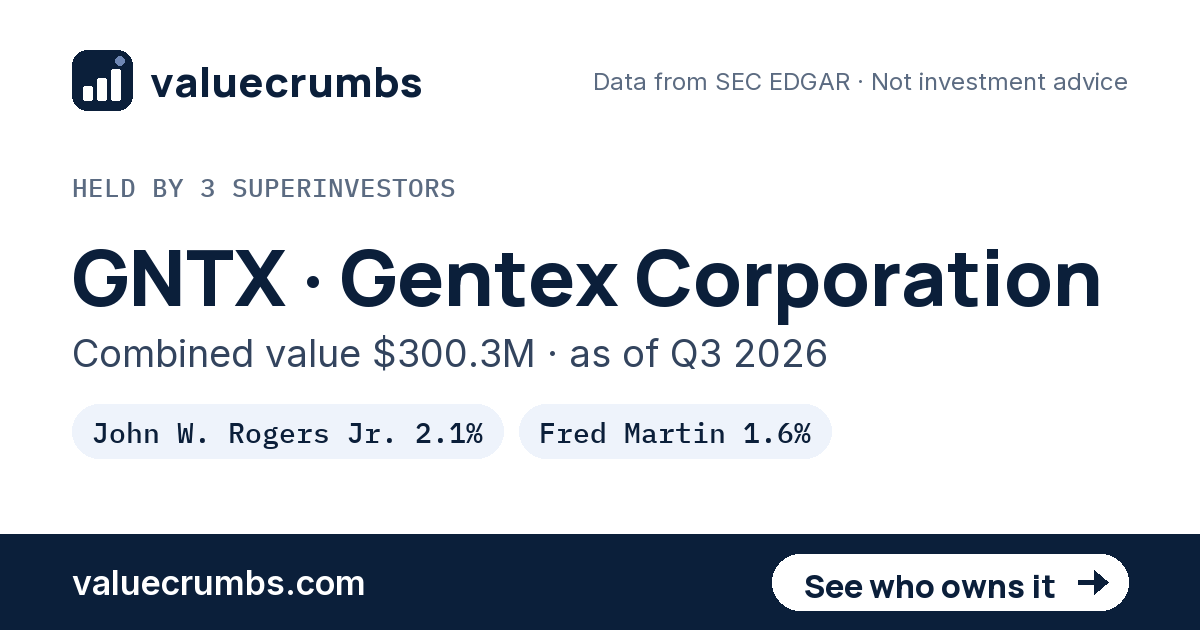 valuecrumbs
Data from SEC EDGAR · Not investment advice
HELD BY 3 SUPERINVESTORS
GNTX · Gentex Corporation
Combined value $300.3M · as of Q3 2026
John W. Rogers Jr. 2.1% Fred Martin 1.6%
valuecrumbs.com
See who owns it →